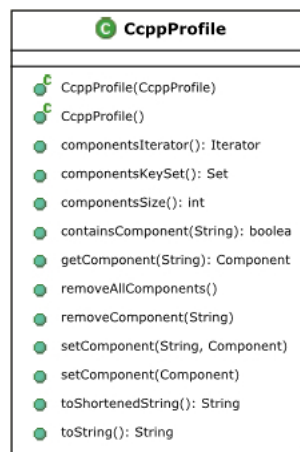 C CcppProfile
C CcppProfile(CcppProfile)
C CcppProfile()
componentsIterator(): Iterator
componentsKeySet(): Set
componentsSize(): int
containsComponent(String): boolea
getComponent(String): Component
removeAllComponents()
removeComponent(String)
setComponent(String, Component)
setComponent(Component)
toShortenedString(): String
toString(): String